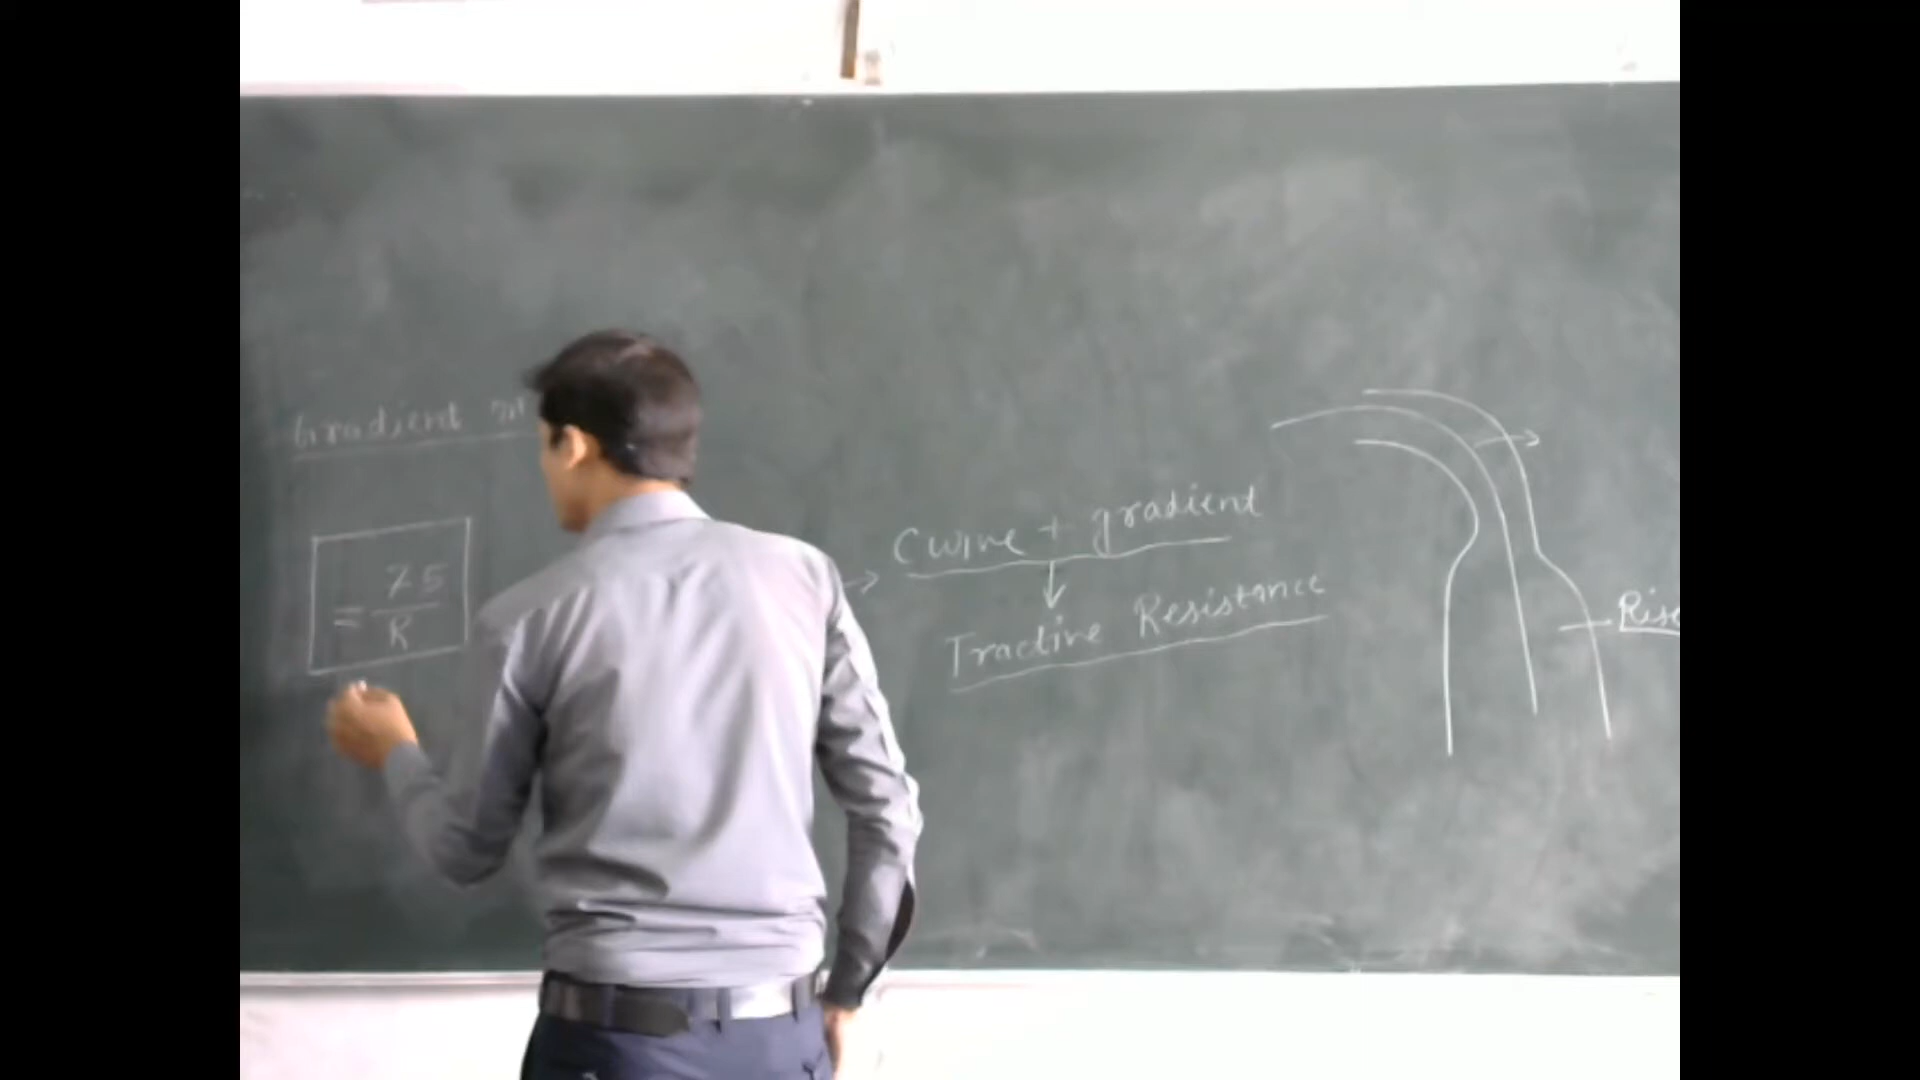 Gradient
= 75
R
Curve + gradient
Tractive Resistance
Rise